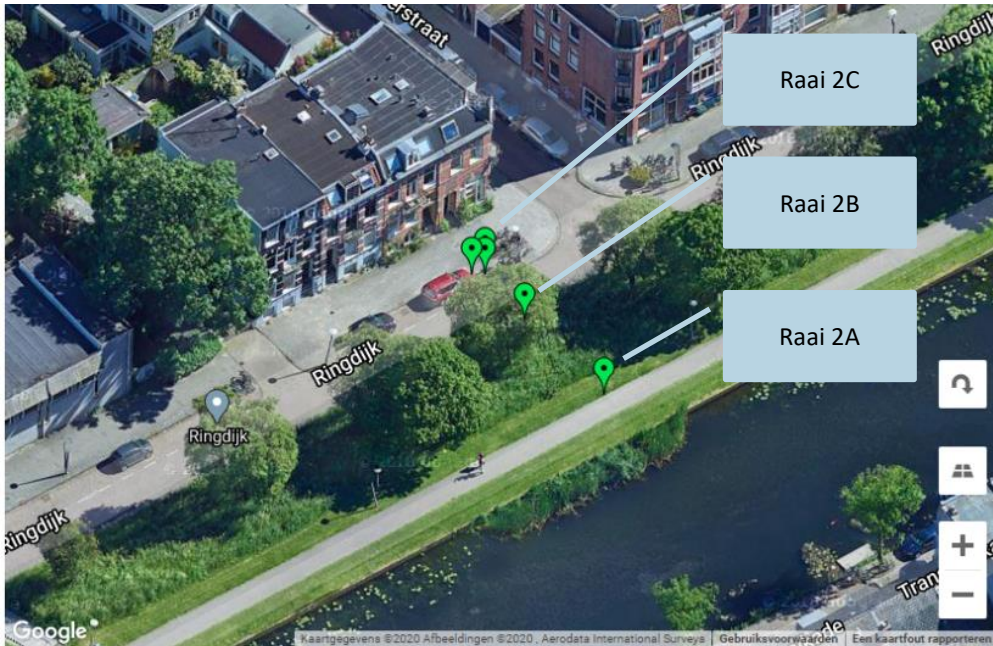 erstraat
Ringdijk
Raai 2C
Ringdijk
Raai 2B
Raai 2A
Ringdijk
Ringdijk
Ringdijk
Google
Kaartgegevens ©2020 Afbeeldingen ©2020 , Aerodata International Surveys
Gebruiksvoorwaarden
Een kaartfout rapporteren